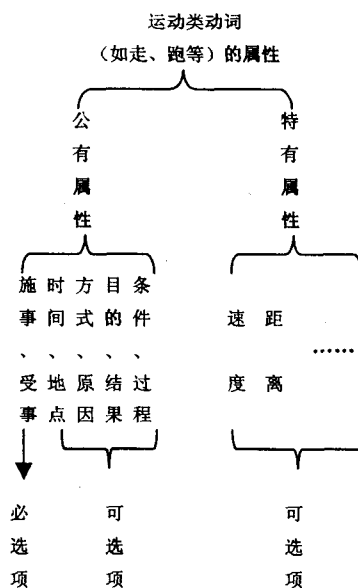 运动类动词
（如走、跑等）的属性
公有属性
特有属性
施事、受事
时间、地点
方式、原因
目的、结果
条件、过程
速度
距离
……
必选项
可选项
可选项